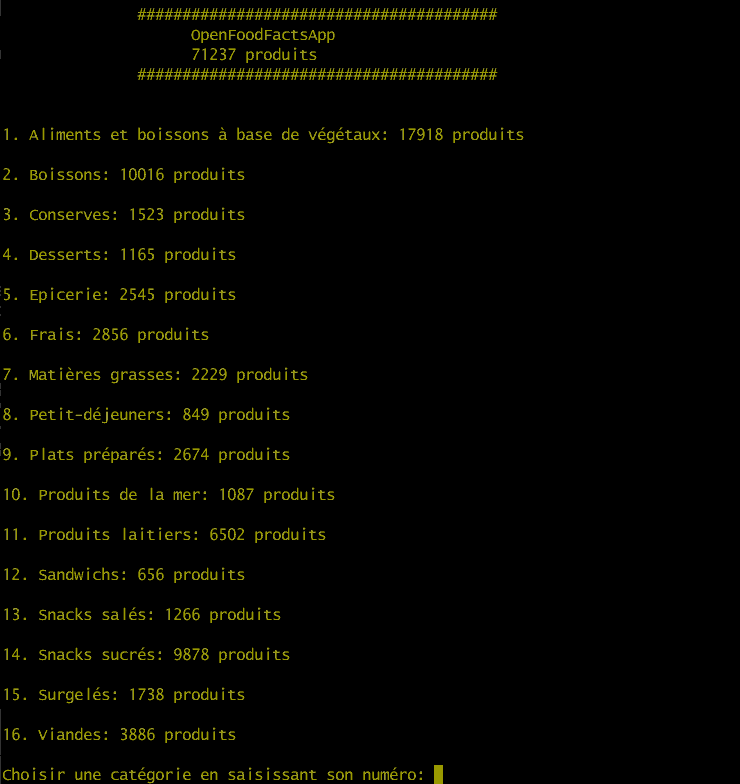 ########################################
OpenFoodFactsApp
71237 produits
########################################
1. Aliments et boissons à base de végétaux: 17918 produits
2. Boissons: 10016 produits
3. Conserves: 1523 produits
4. Desserts: 1165 produits
5. Epicerie: 2545 produits
6. Frais: 2856 produits
7. Matières grasses: 2229 produits
8. Petit-déjeuners: 849 produits
9. Plats préparés: 2674 produits
10. Produits de la mer: 1087 produits
11. Produits laitiers: 6502 produits
12. Sandwichs: 656 produits
13. Snacks salés: 1266 produits
14. Snacks sucrés: 9878 produits
15. Surgelés: 1738 produits
16. Viandes: 3886 produits
Choisir une catégorie en saisissant son numéro: